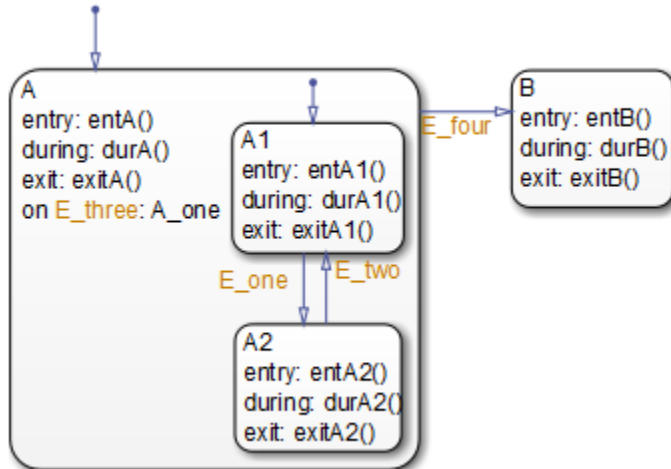 A
entry: entA()
during: durA()
exit: exitA()
on E_three: A_one
A1
entry: entA1()
during: durA1()
exit: exitA1()
E_one
E_two
A2
entry: entA2()
during: durA2()
exit: exitA2()
E_four
B
entry: entB()
during: durB()
exit: exitB()